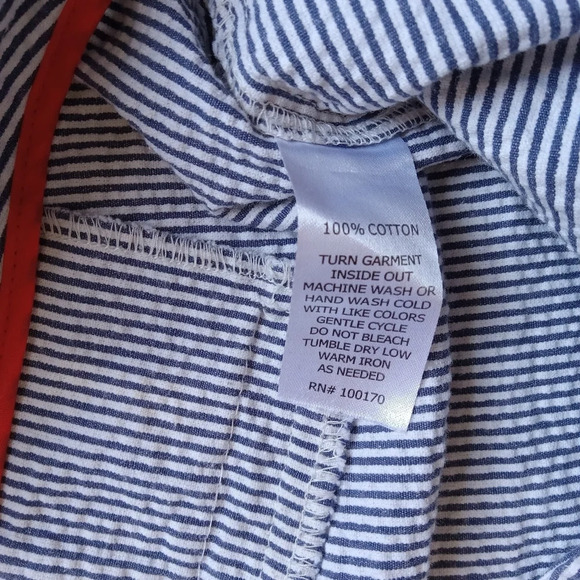 100% COTTON
TURN GARMENT
INSIDE OUT
MACHINE WASH OR
HAND WASH COLD
WITH LIKE COLORS
GENTLE CYCLE
DO NOT BLEACH
TUMBLE DRY LOW
WARM IRON
AS NEEDED
RN# 100170